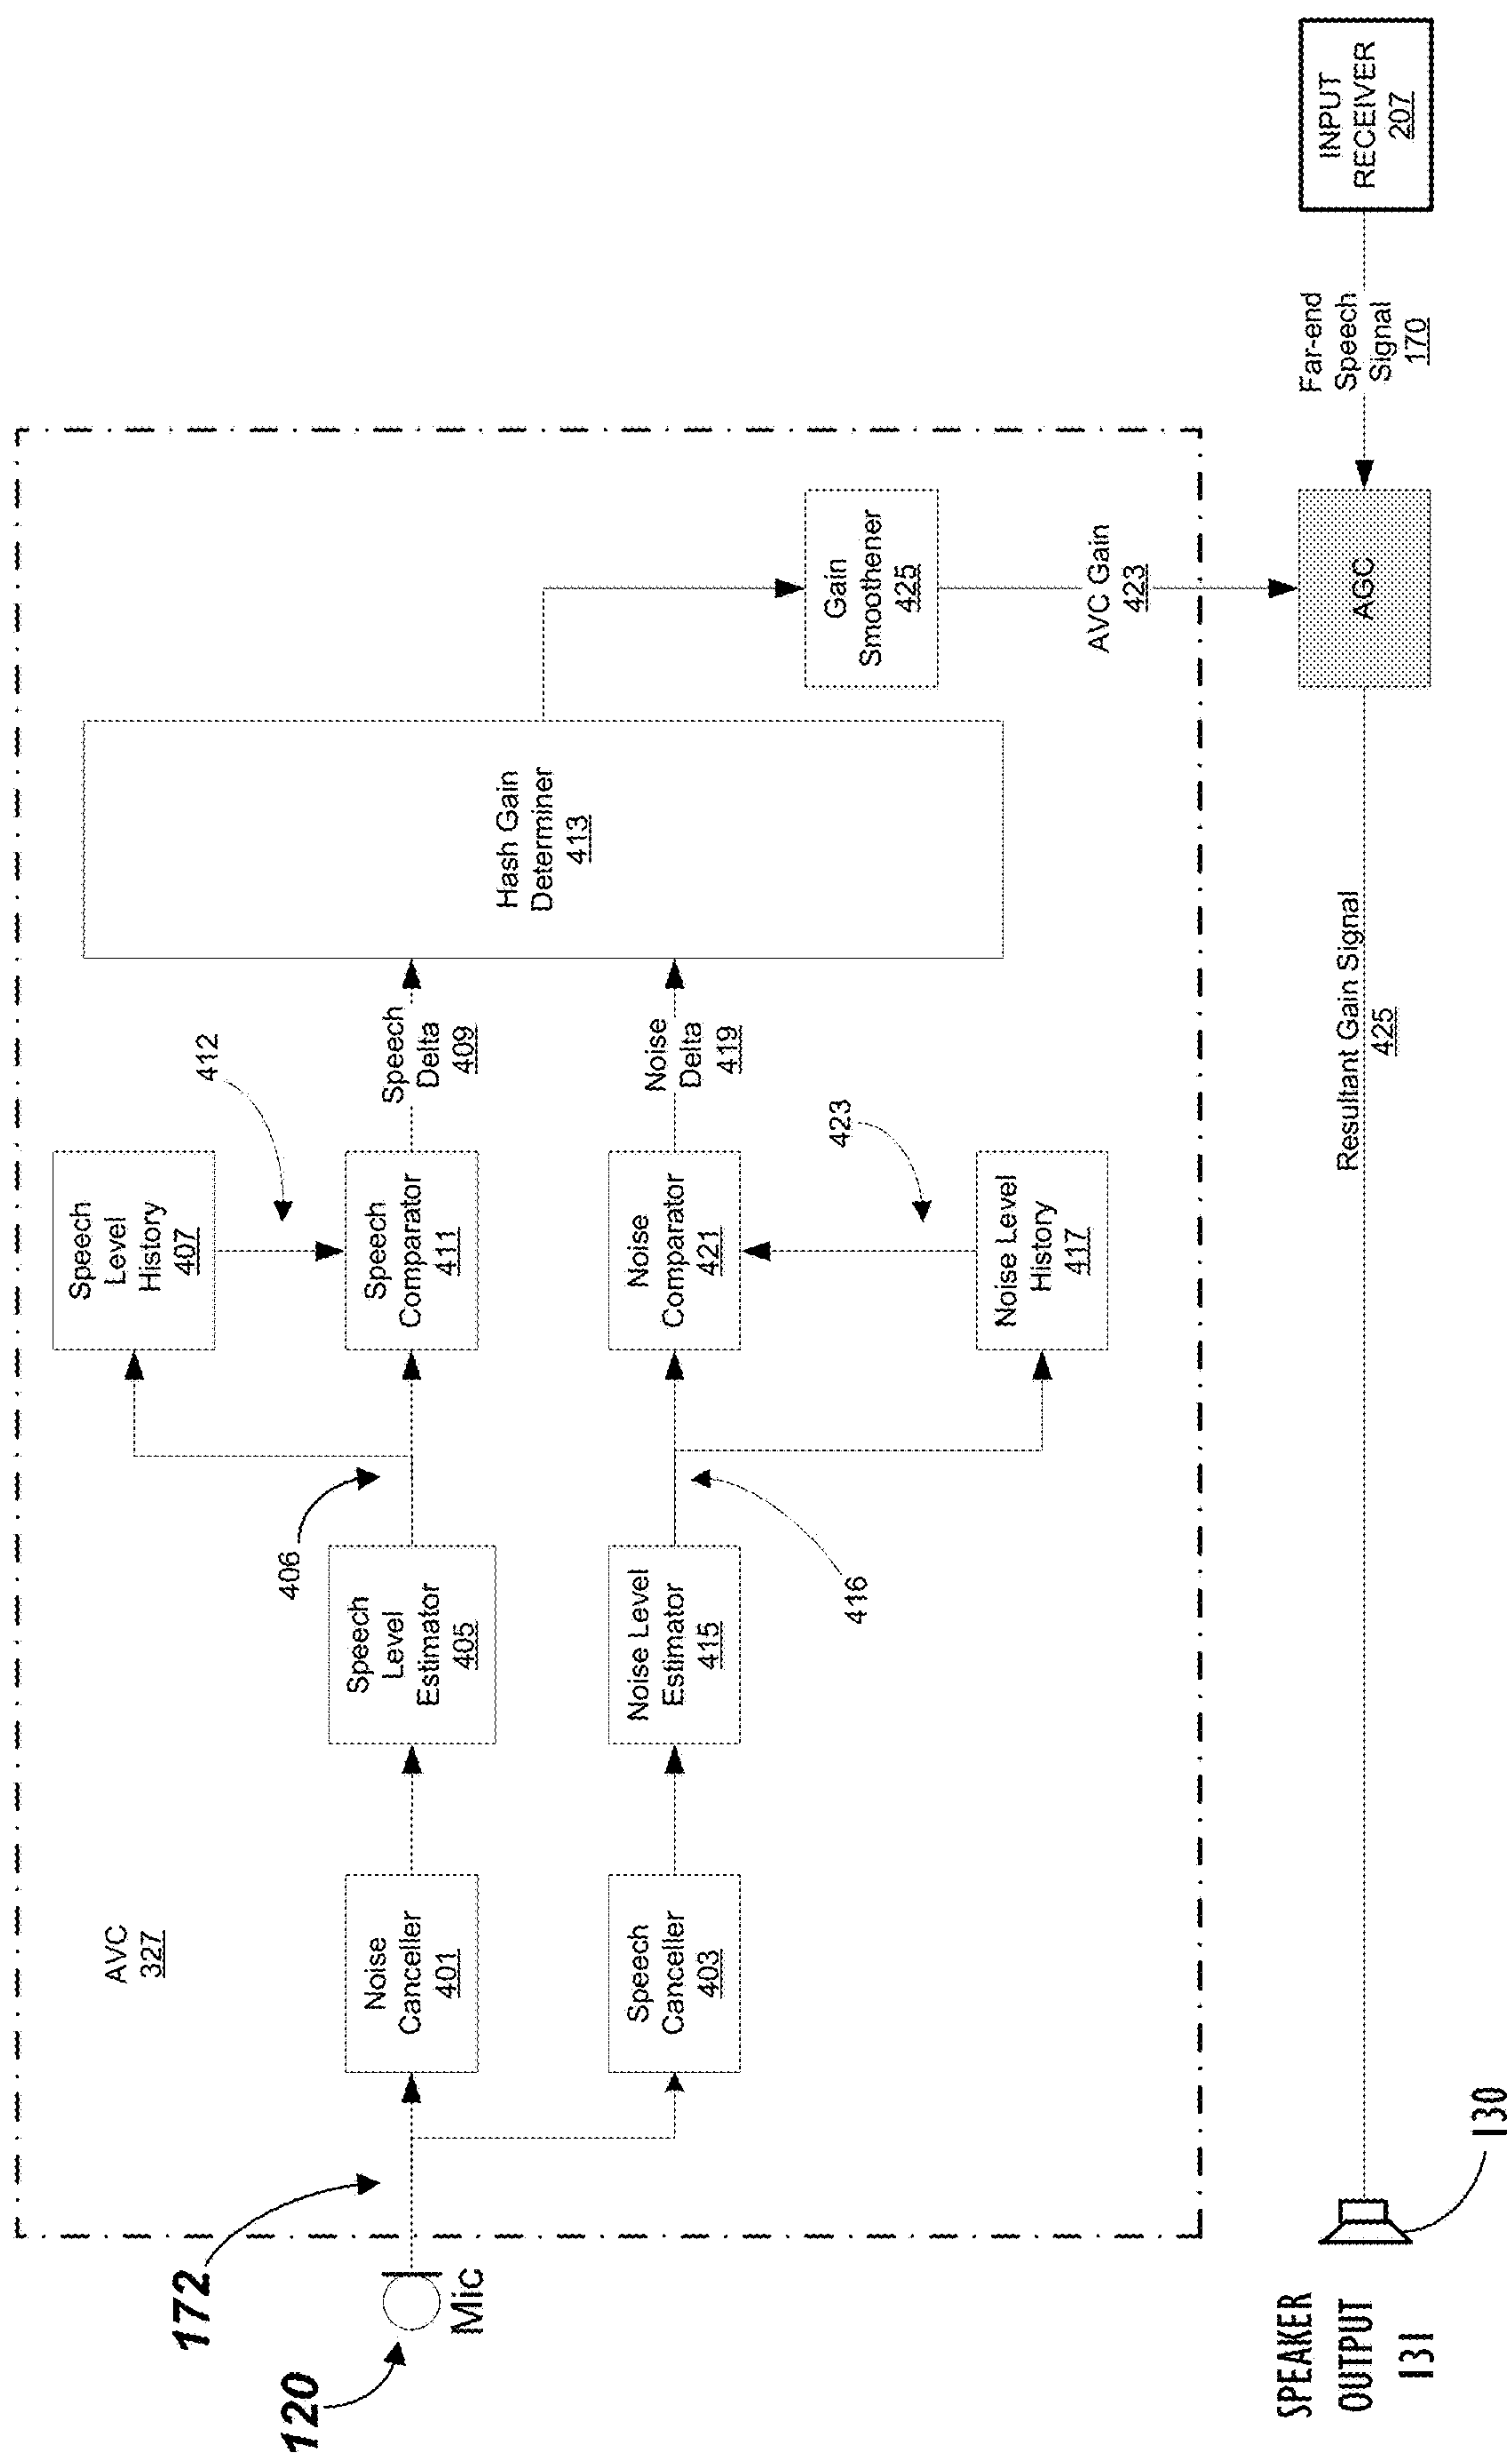 AVC
327
120
172
Mic
Noise
Canceller
401
Speech
Level
Estimator
405
406
Speech
Level
History
407
412
Speech
Comparator
411
Speech
Delta
409
Speech
Canceller
403
Noise Level
Estimator
415
416
Noise
Comparator
421
423
Noise Level
History
417
Noise
Delta
419
Hash Gain
Determiner
413
Gain
Smoothener
425
AVC Gain
423
AGC
Far-end
Speech
Signal
170
INPUT
RECEIVER
207
Resultant Gain Signal
425
SPEAKER
OUTPUT
131
130